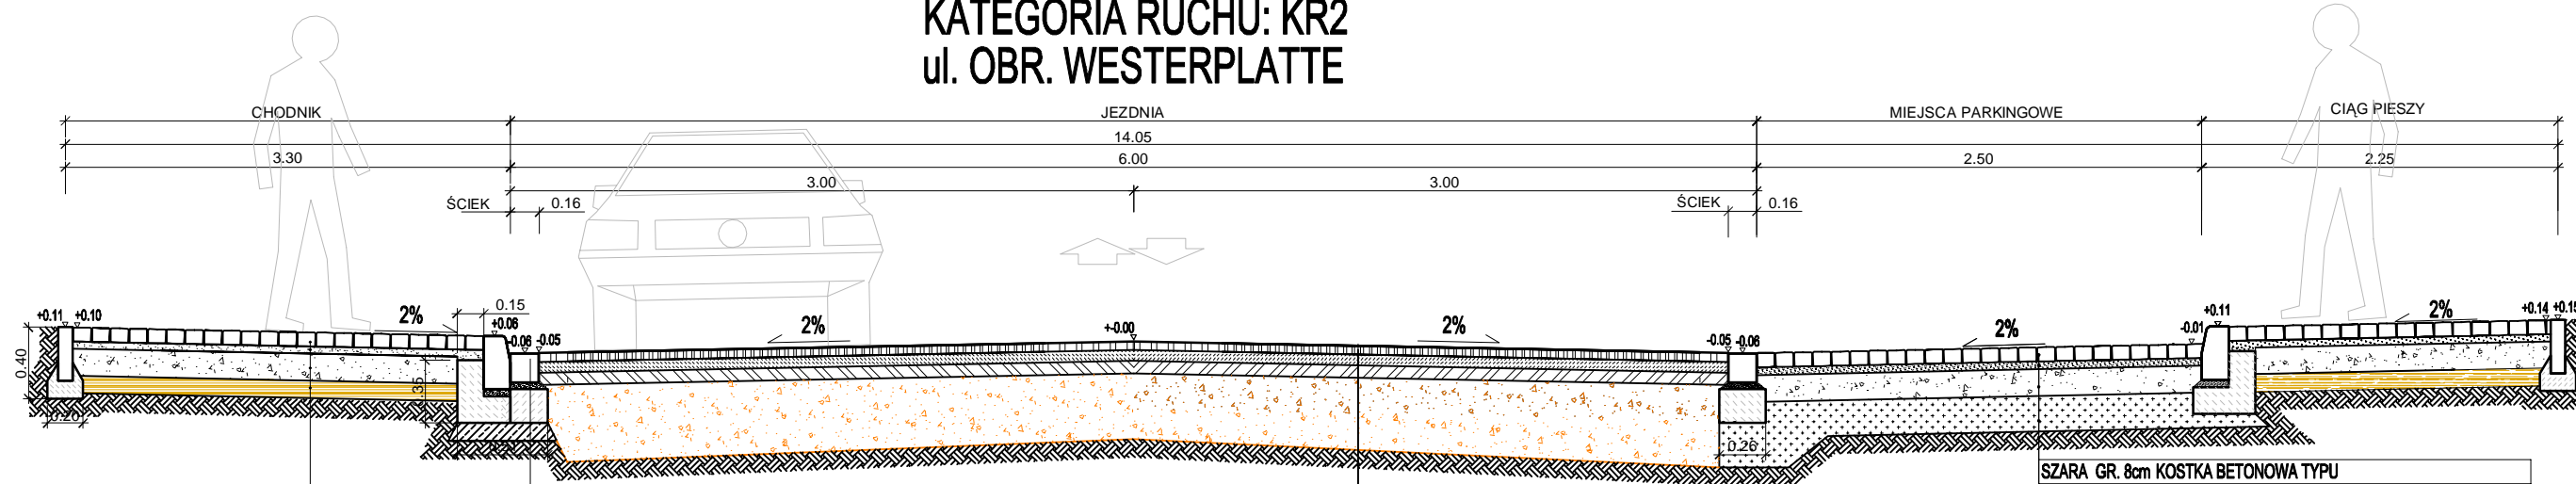 KATEGORIA RUCHU: KR2
ul. OBR. WESTERPLATTE
CHODNIK JEZDNIA MIEJSCA PARKINGOWE CIĄG PIESZY
14.05
3.30 6.00 2.50 2.25
3.00 3.00
ŚCIEK 0.16 ŚCIEK 0.16
+0.11 +0.10 2% 0.15 +0.06 -0.06 -0.05 2% +-0.00 2% -0.05 -0.06 2% -0.01 +0.11 2% +0.14 +0.15
0.40 0.20 .35 0.26
SZARA GR. 8cm KOSTKA BETONOWA TYPU